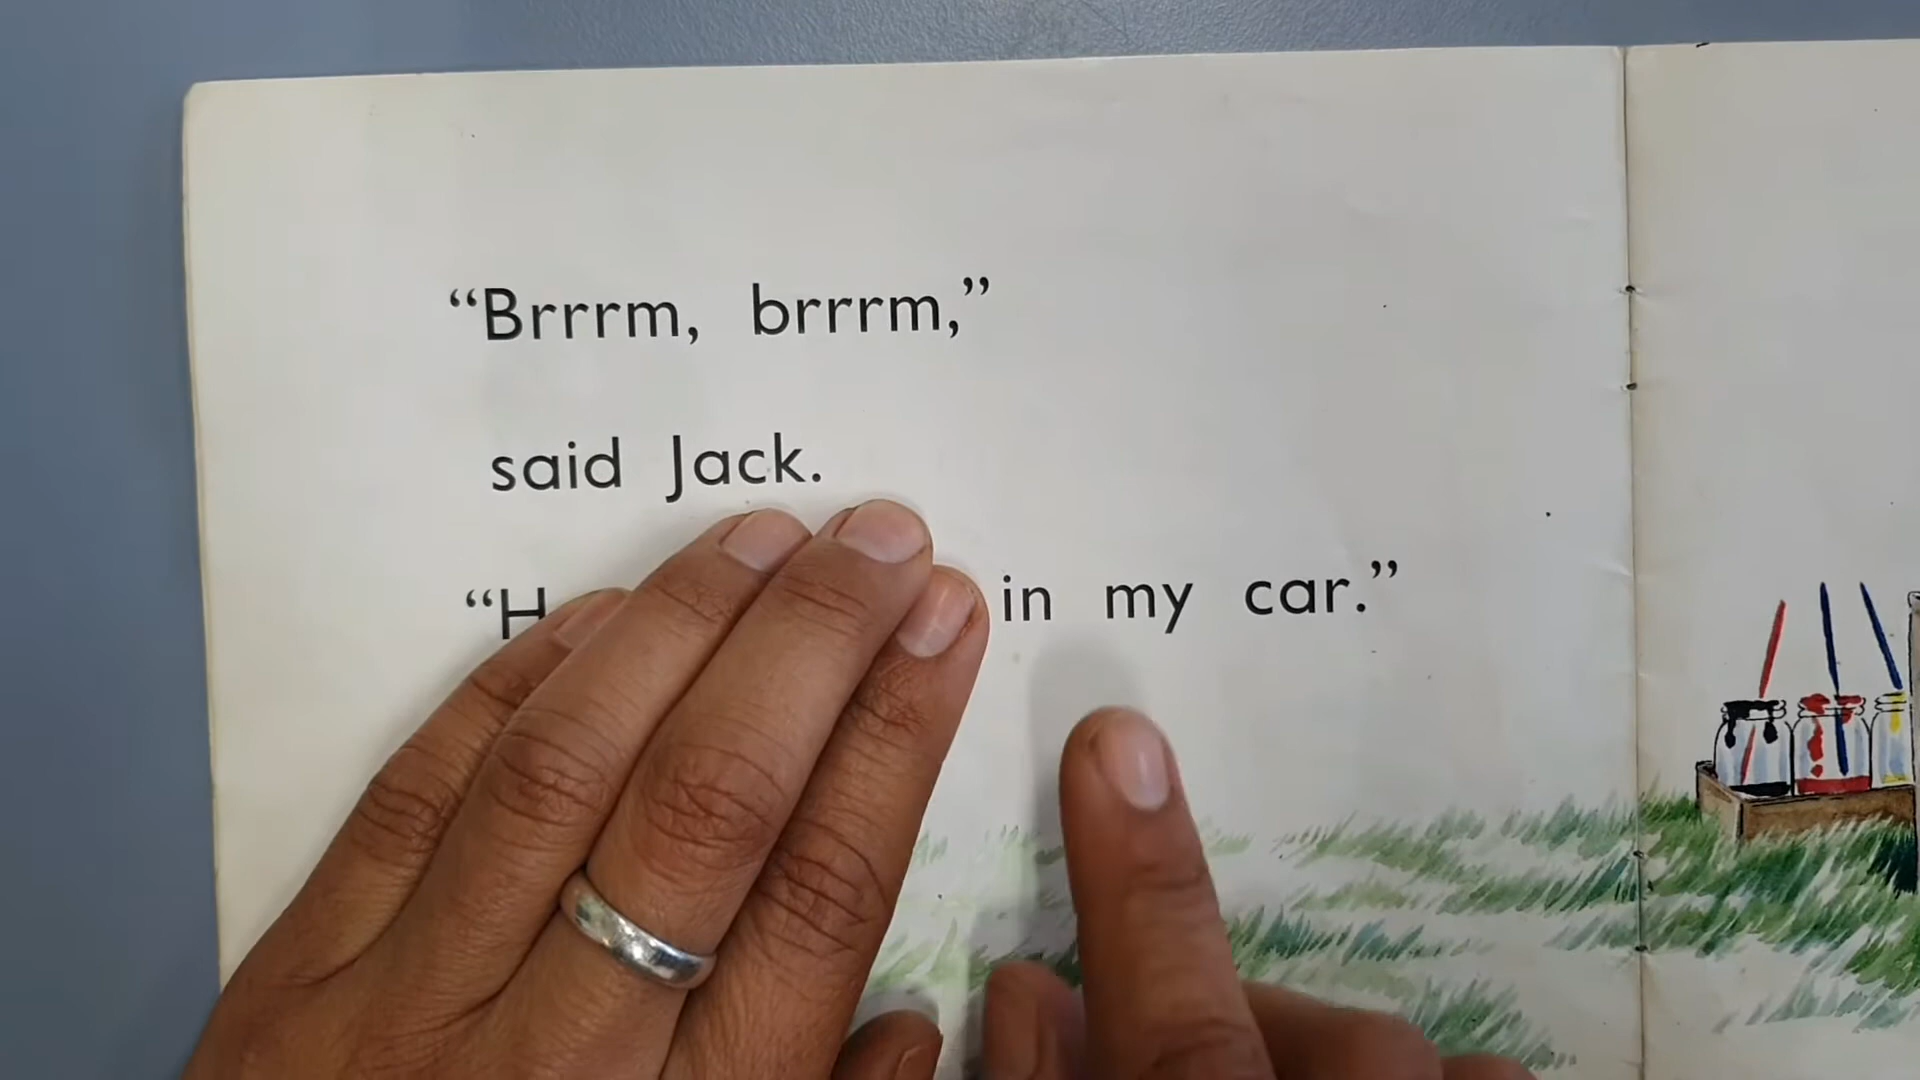 “Brrrm, brrrm,”
said Jack.
in my car.”